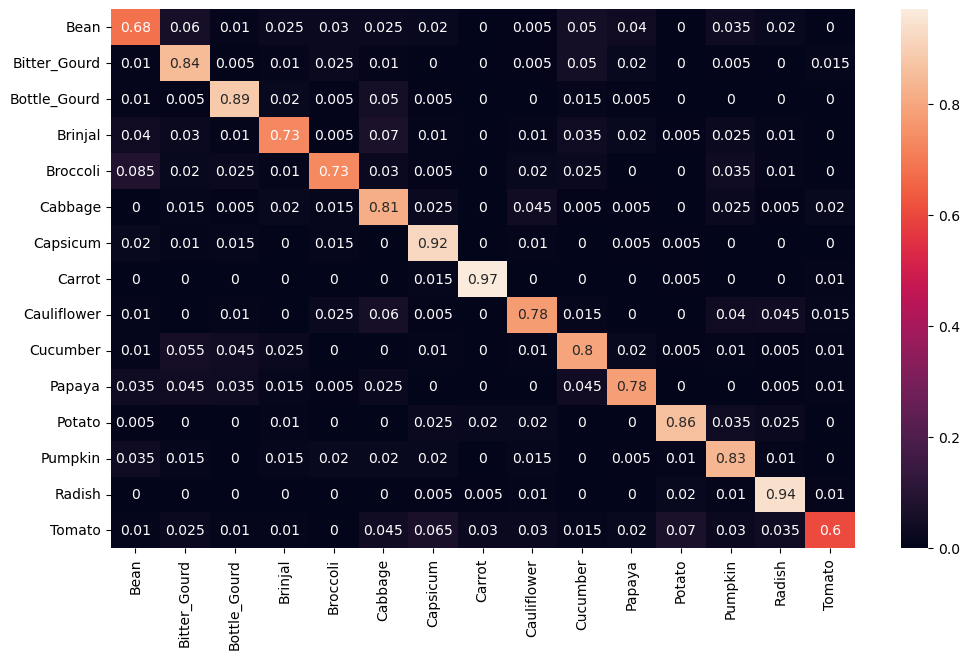 Bean 0.68 0.06 0.01 0.025 0.03 0.025 0.02 0 0.005 0.05 0.04 0 0.035 0.02 0
Bitter_Gourd 0.01 0.84 0.005 0.01 0.025 0.01 0 0 0.005 0.05 0.02 0 0.005 0 0.015
Bottle_Gourd 0.01 0.005 0.89 0.02 0.005 0.05 0.005 0 0 0.015 0.005 0 0 0 0
Brinjal 0.04 0.03 0.01 0.73 0.005 0.07 0.01 0 0.01 0.035 0.02 0.005 0.025 0.01 0
Broccoli 0.085 0.02 0.025 0.01 0.73 0.03 0.005 0 0.02 0.025 0 0 0.035 0.01 0
Cabbage 0 0.015 0.005 0.02 0.015 0.81 0.025 0 0.045 0.005 0.005 0 0.025 0.005 0.02
Capsicum 0.02 0.01 0.015 0 0.015 0 0.92 0 0.01 0 0.005 0.005 0 0 0
Carrot 0 0 0 0 0 0 0.015 0.97 0 0 0 0.005 0 0 0.01
Cauliflower 0.01 0 0.01 0 0.025 0.06 0.005 0 0.78 0.015 0 0 0.04 0.045 0.015
Cucumber 0.01 0.055 0.045 0.025 0 0 0.01 0 0.01 0.8 0.02 0.005 0.01 0.005 0.01
Papaya 0.035 0.045 0.035 0.015 0.005 0.025 0 0 0 0.045 0.78 0 0 0.005 0.01
Potato 0.005 0 0 0.01 0 0 0.025 0.02 0.02 0 0 0.86 0.035 0.025 0
Pumpkin 0.035 0.015 0 0.015 0.02 0.02 0.02 0 0.015 0 0.005 0.01 0.83 0.01 0
Radish 0 0 0 0 0 0 0.005 0.005 0.01 0 0 0.02 0.01 0.94 0.01
Tomato 0.01 0.025 0.01 0.01 0 0.045 0.065 0.03 0.03 0.015 0.02 0.07 0.03 0.035 0.6
Bean Bitter_Gourd Bottle_Gourd Brinjal Broccoli Cabbage Capsicum Carrot Cauliflower Cucumber Papaya Potato Pumpkin Radish Tomato
0.8
0.6
0.4
0.2
0.0